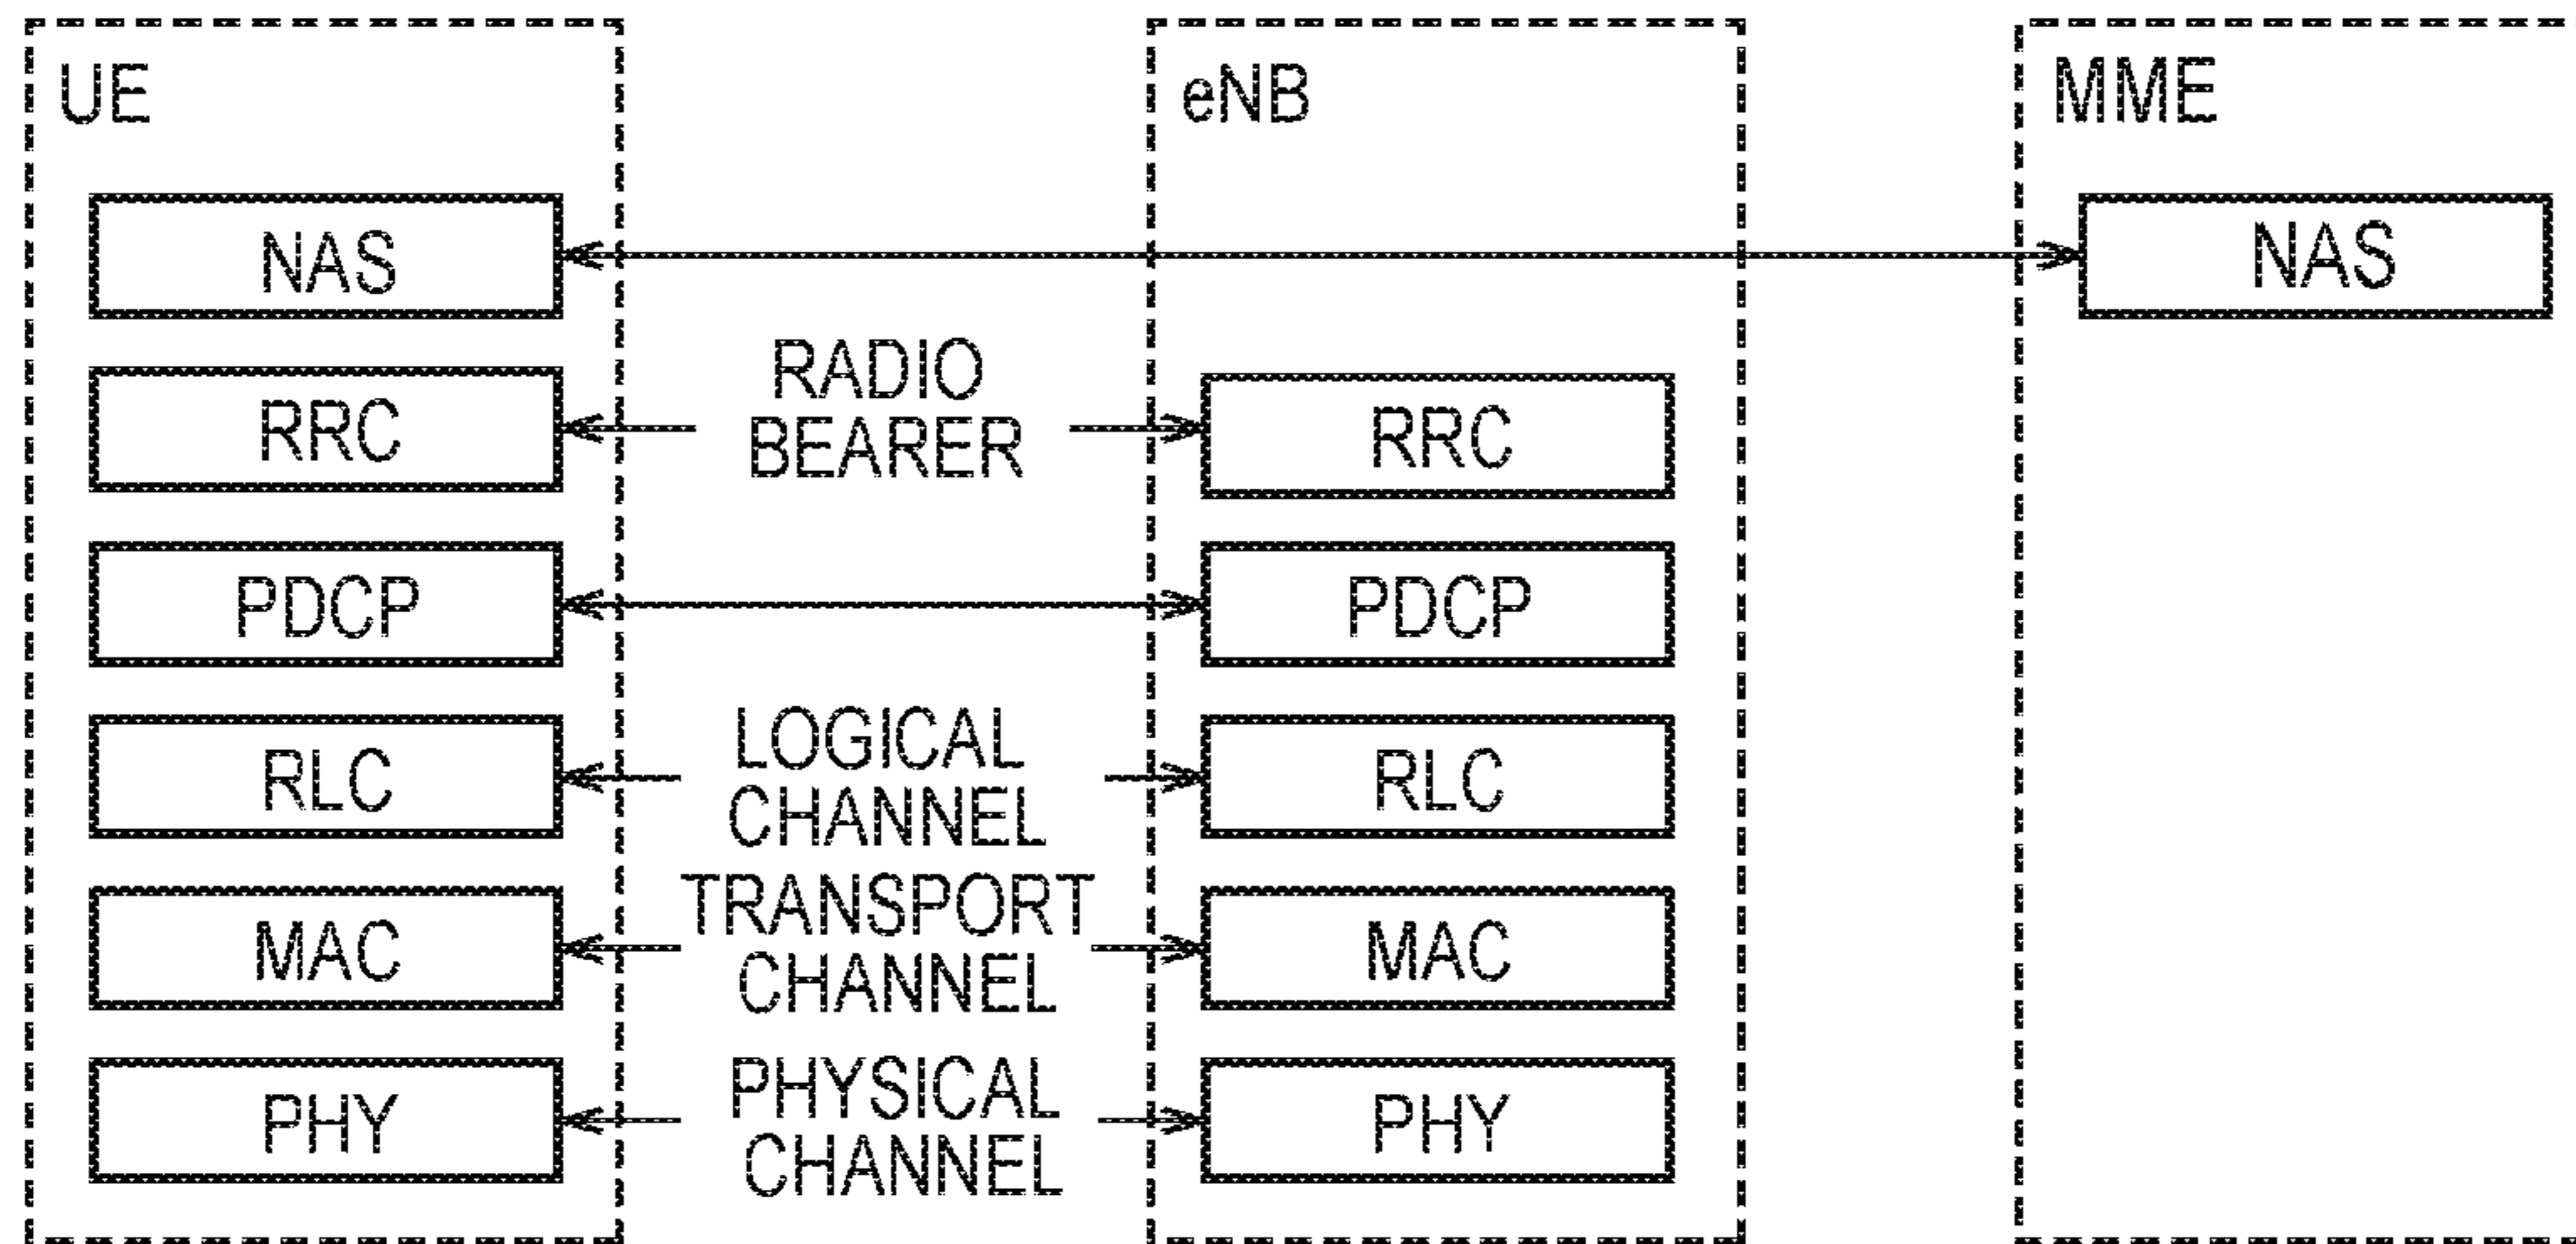 UE
eNB
MME
NAS
NAS
RRC
RADIO
BEARER
RRC
PDCP
PDCP
RLC
LOGICAL
CHANNEL
RLC
MAC
TRANSPORT
CHANNEL
MAC
PHY
PHYSICAL
CHANNEL
PHY